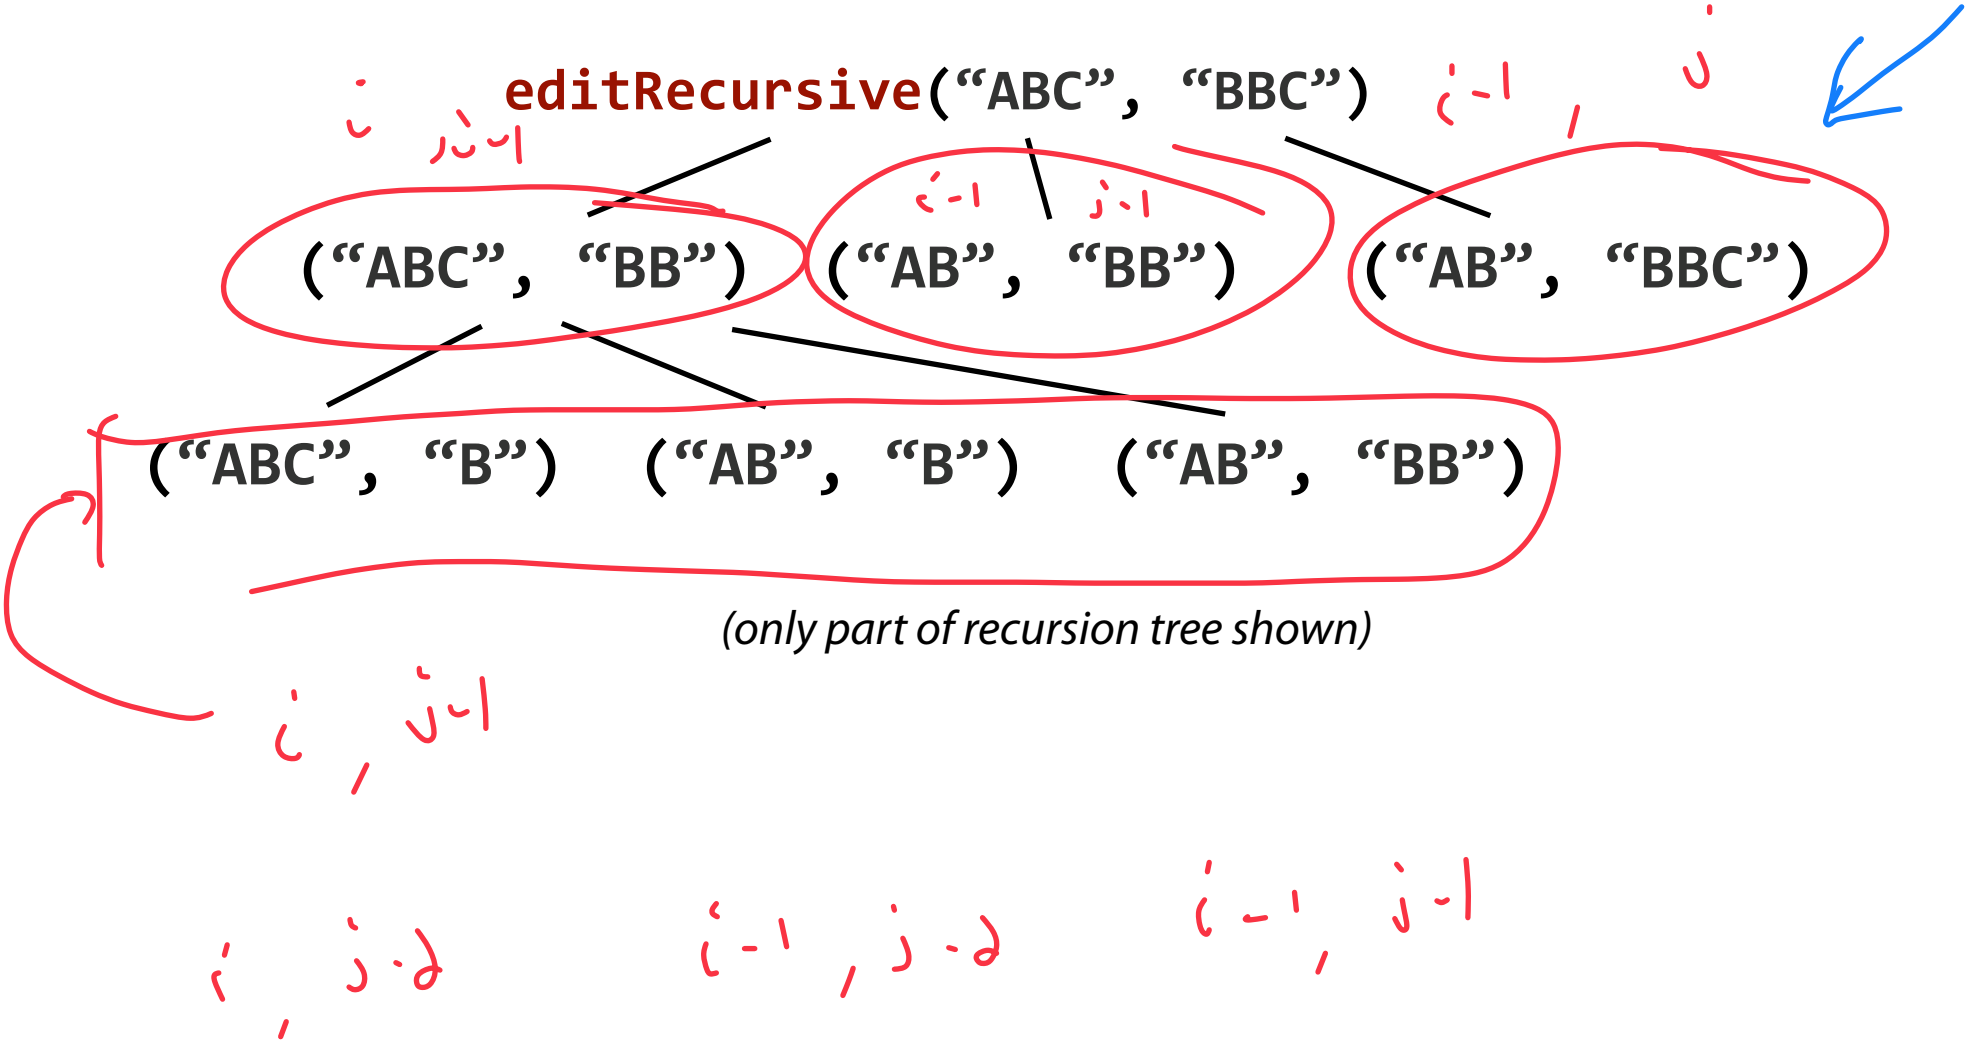 j
i i-1
editRecursive(“ABC”, “BBC”) ,
, j-1
i-1 j-1
(“ABC”, “BB”) (“AB”, “BB”) (“AB”, “BBC”)
(“ABC”, “B”) (“AB”, “B”) (“AB”, “BB”)
(only part of recursion tree shown)
i , j-1
i , j-2 i-1 , j-2 i-1 , j-1